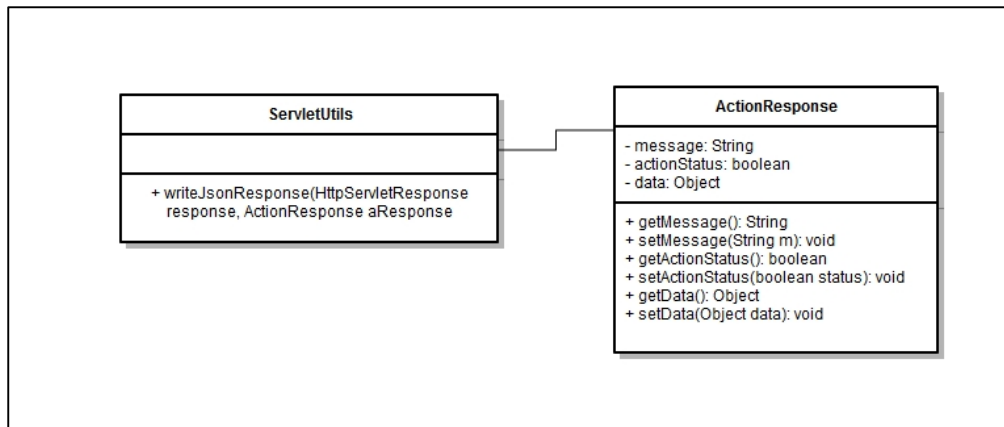 ServletUtils
+ writeJsonResponse(HttpServletResponse
response, ActionResponse aResponse
ActionResponse
- message: String
- actionStatus: boolean
- data: Object
+ getMessage(): String
+ setMessage(String m): void
+ getActionStatus(): boolean
+ setActionStatus(boolean status): void
+ getData(): Object
+ setData(Object data): void